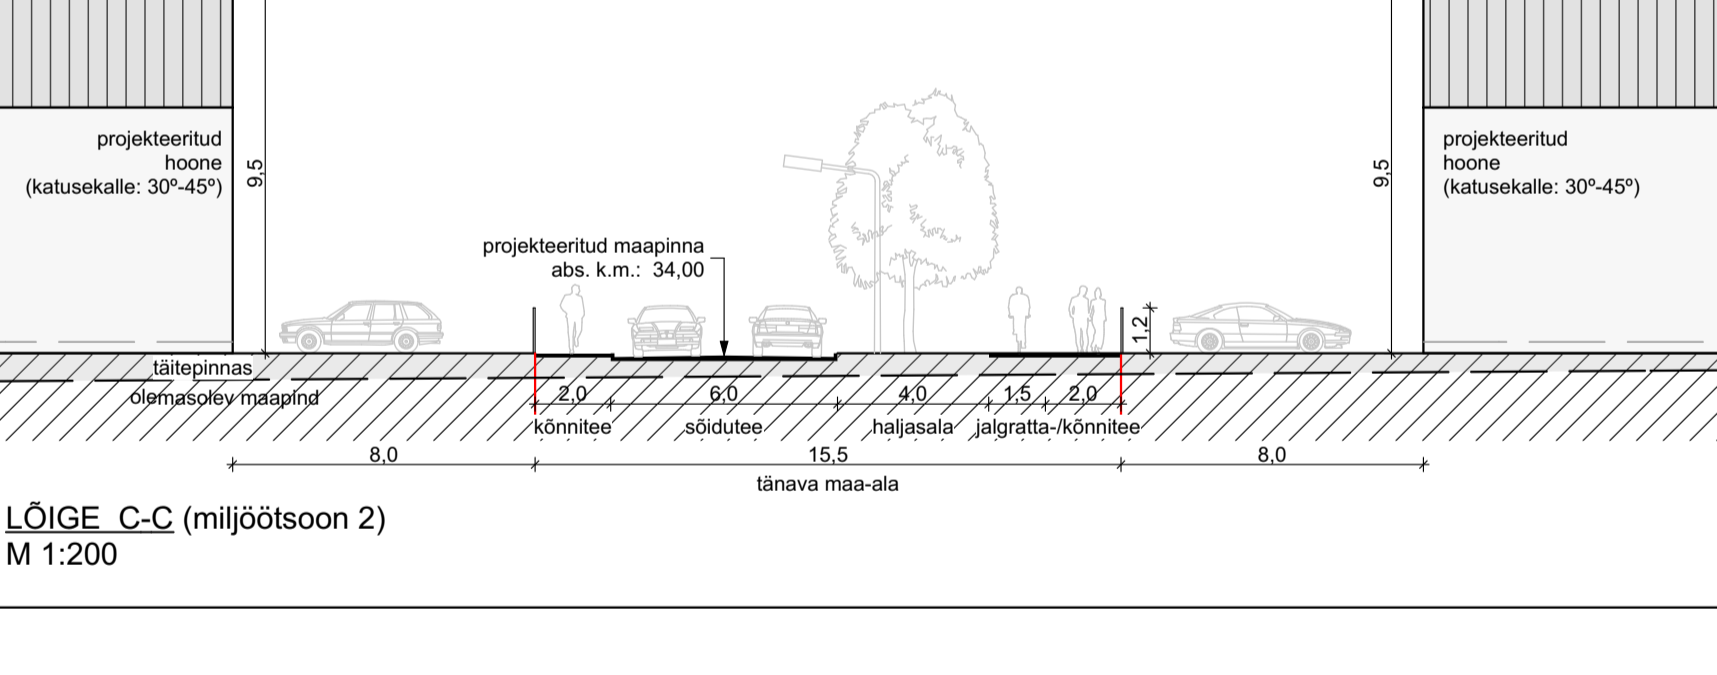 projekteeritud
hoone
(katusekalle: 30º-45º)
9,5
projekteeritud maapinna
abs. k.m.: 34,00
9,5
projekteeritud
hoone
(katusekalle: 30º-45º)
1,2
täitepinnas
olemasolev maapind
2,0 6,0 4,0 1,5 2,0
kõnnitee sõidutee haljasala jalgratta-/kõnnitee
8,0 15,5 8,0
tänava maa-ala
LÕIGE C-C (miljöötsoon 2)
M 1:200